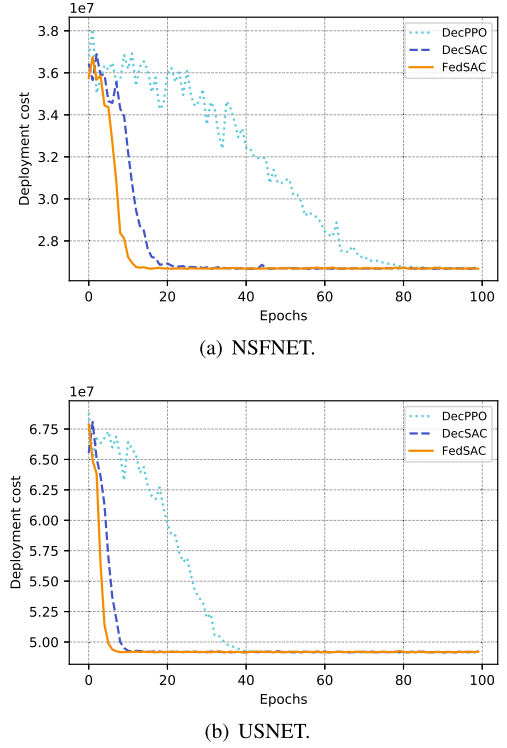 1e7
3.8
3.6
3.4
3.2
3.0
2.8
Deployment cost
DecPPO
DecSAC
FedSAC
0 20 40 60 80 100
Epochs
(a) NSFNET.
1e7
6.75
6.50
6.25
6.00
5.75
5.50
5.25
5.00
Deployment cost
DecPPO
DecSAC
FedSAC
0 20 40 60 80 100
Epochs
(b) USNET.